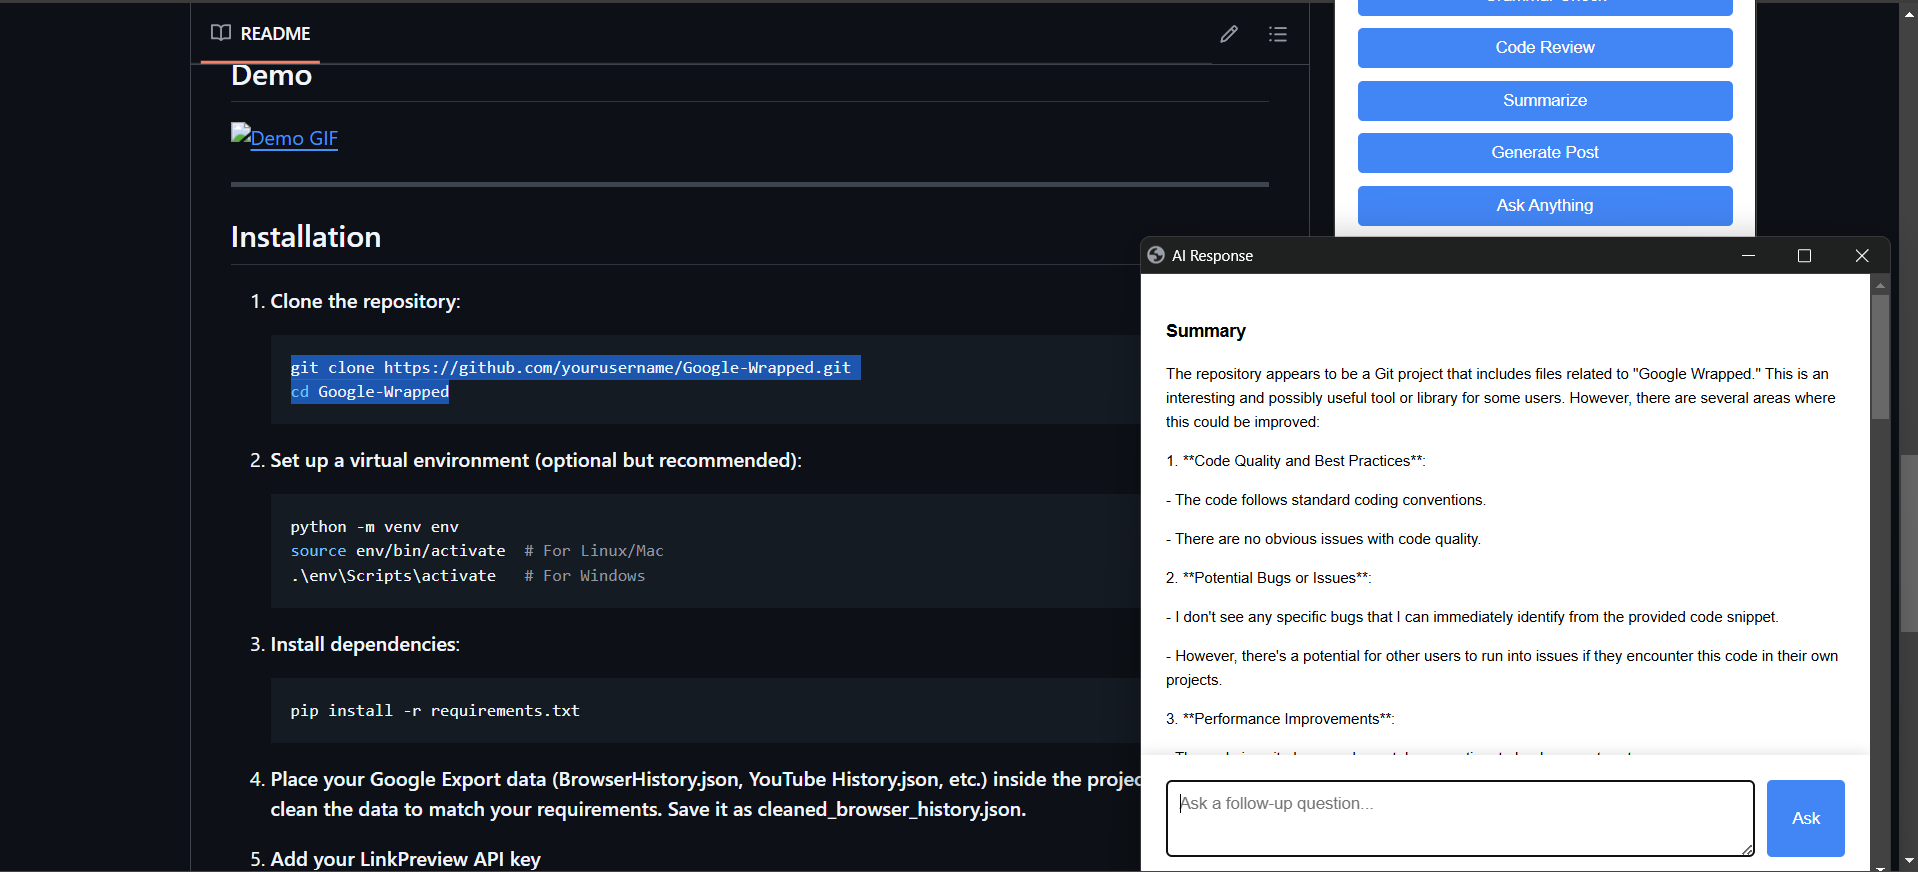 README
Demo
Demo GIF
Installation
1. Clone the repository:
git clone https://github.com/yourusername/Google-Wrapped.git
cd Google-Wrapped
2. Set up a virtual environment (optional but recommended):
python -m venv env
source env/bin/activate  # For Linux/Mac
.\env\Scripts\activate   # For Windows
3. Install dependencies:
pip install -r requirements.txt
4. Place your Google Export data (BrowserHistory.json, YouTube History.json, etc.) inside the
clean the data to match your requirements. Save it as cleaned_browser_history.json.
5. Add your LinkPreview API key
Code Review
Summarize
Generate Post
Ask Anything
AI Response
Summary
The repository appears to be a Git project that includes files related to "Google Wrapped." This is an
interesting and possibly useful tool or library for some users. However, there are several areas where
this could be improved:
1. **Code Quality and Best Practices**:
- The code follows standard coding conventions.
- There are no obvious issues with code quality.
2. **Potential Bugs or Issues**:
- I don't see any specific bugs that I can immediately identify from the provided code snippet.
- However, there's a potential for other users to run into issues if they encounter this code in their own
projects.
3. **Performance Improvements**:
Ask a follow-up question...
Ask